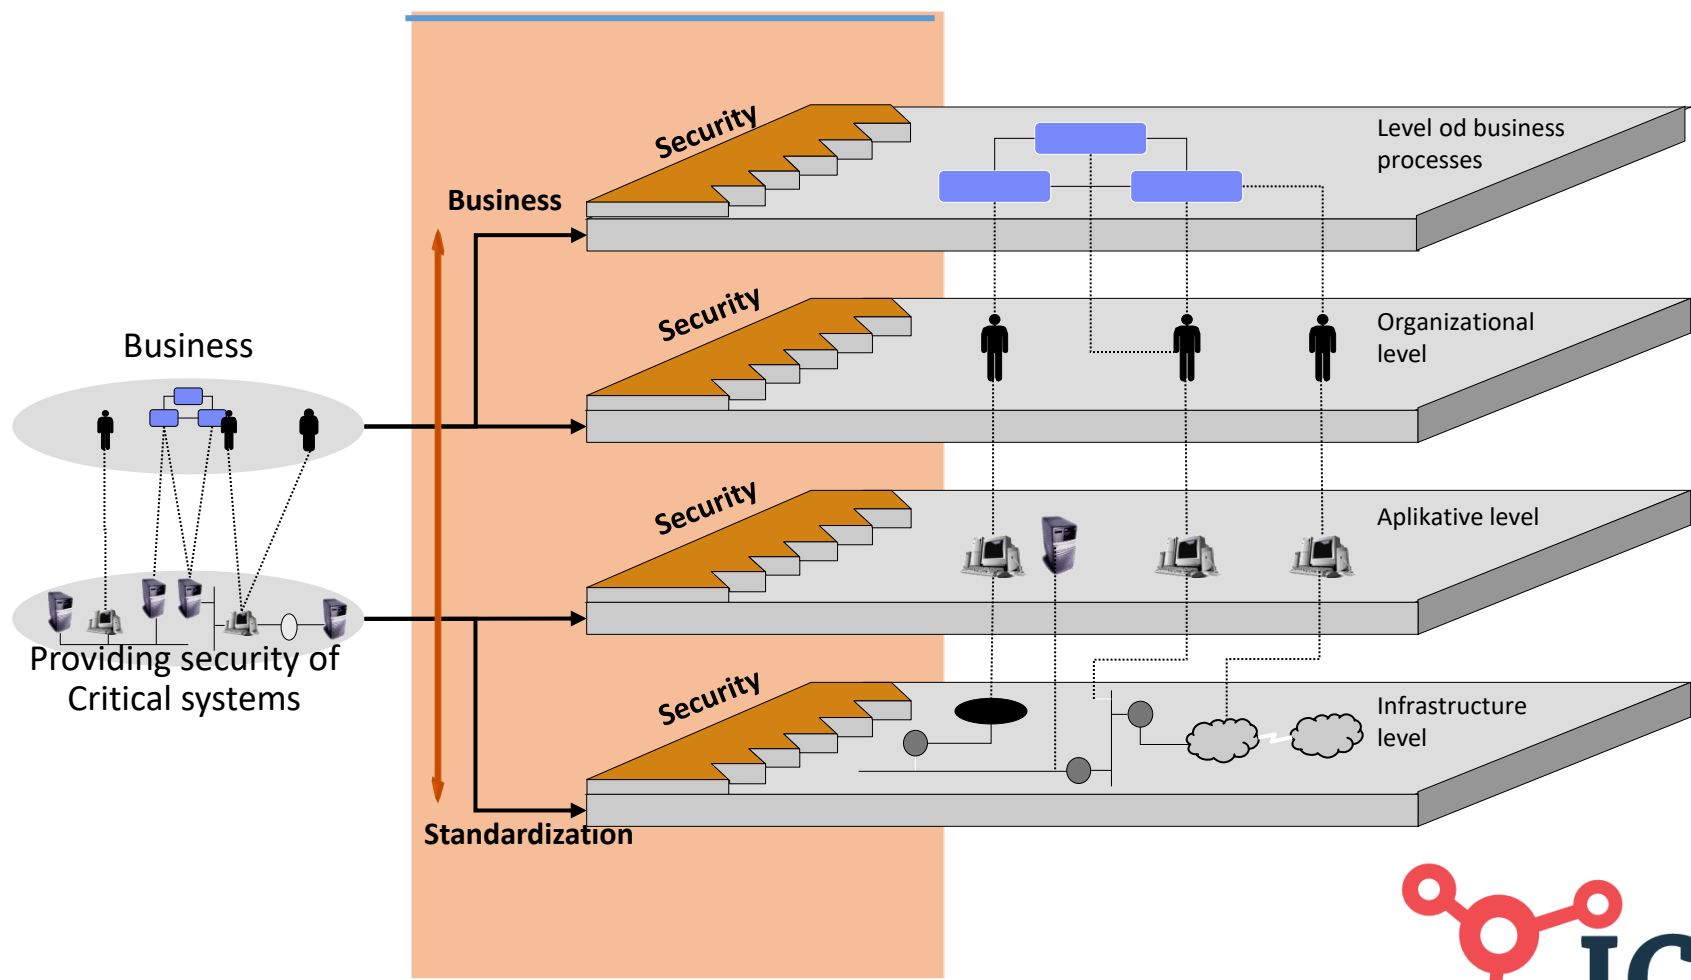 Security
Level od business
processes
Business
Security
Organizational
level
Business
Security
Aplikative level
Providing security of
Critical systems
Security
Infrastructure
level
Standardization